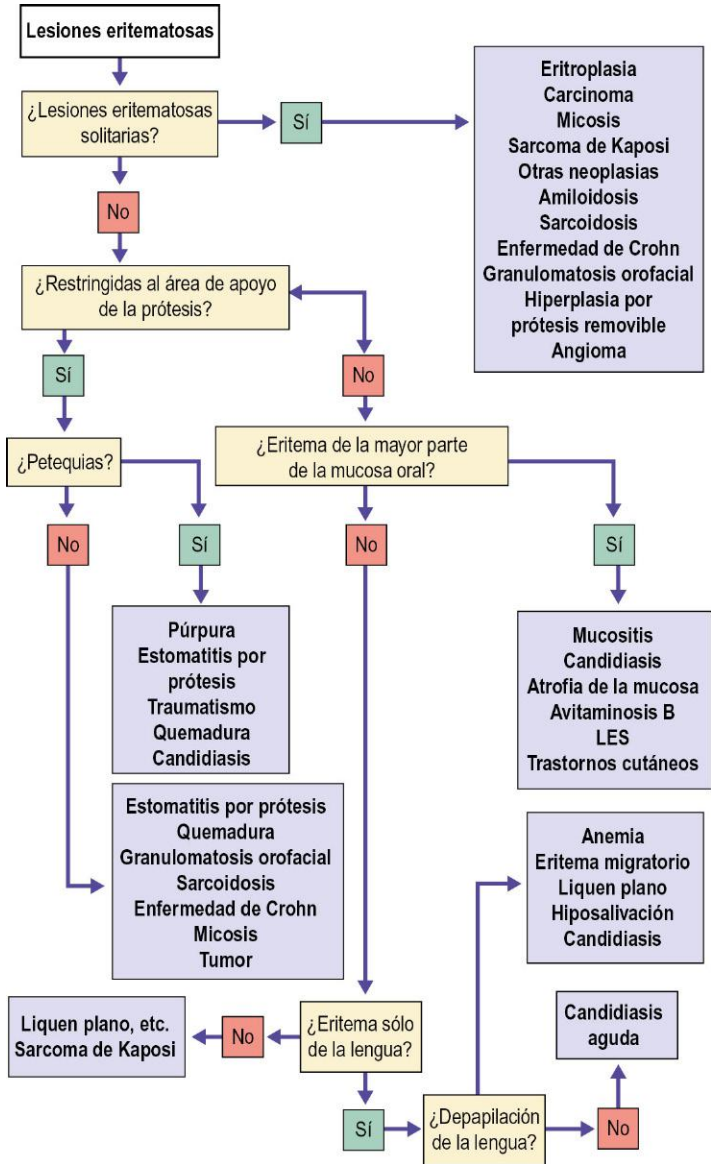 Lesiones eritematosas
¿Lesiones eritematosas
solitarias?
Sí
Eritroplasia
Carcinoma
Micosis
Sarcoma de Kaposi
Otras neoplasias
Amiloidosis
Sarcoidosis
Enfermedad de Crohn
Granulomatosis orofacial
Hiperplasia por
prótesis removible
Angioma
No
¿Restringidas al área de apoyo
de la prótesis?
Sí
No
¿Petequias?
¿Eritema de la mayor parte
de la mucosa oral?
No
Sí
No
Sí
Púrpura
Estomatitis por
prótesis
Traumatismo
Quemadura
Candidiasis
Mucositis
Candidiasis
Atrofia de la mucosa
Avitaminosis B
LES
Trastornos cutáneos
Estomatitis por prótesis
Quemadura
Granulomatosis orofacial
Sarcoidosis
Enfermedad de Crohn
Micosis
Tumor
Anemia
Eritema migratorio
Liquen plano
Hiposalivación
Candidiasis
Liquen plano, etc.
Sarcoma de Kaposi
No
¿Eritema sólo
de la lengua?
Candidiasis
aguda
Sí
¿Depapilación
de la lengua?
No